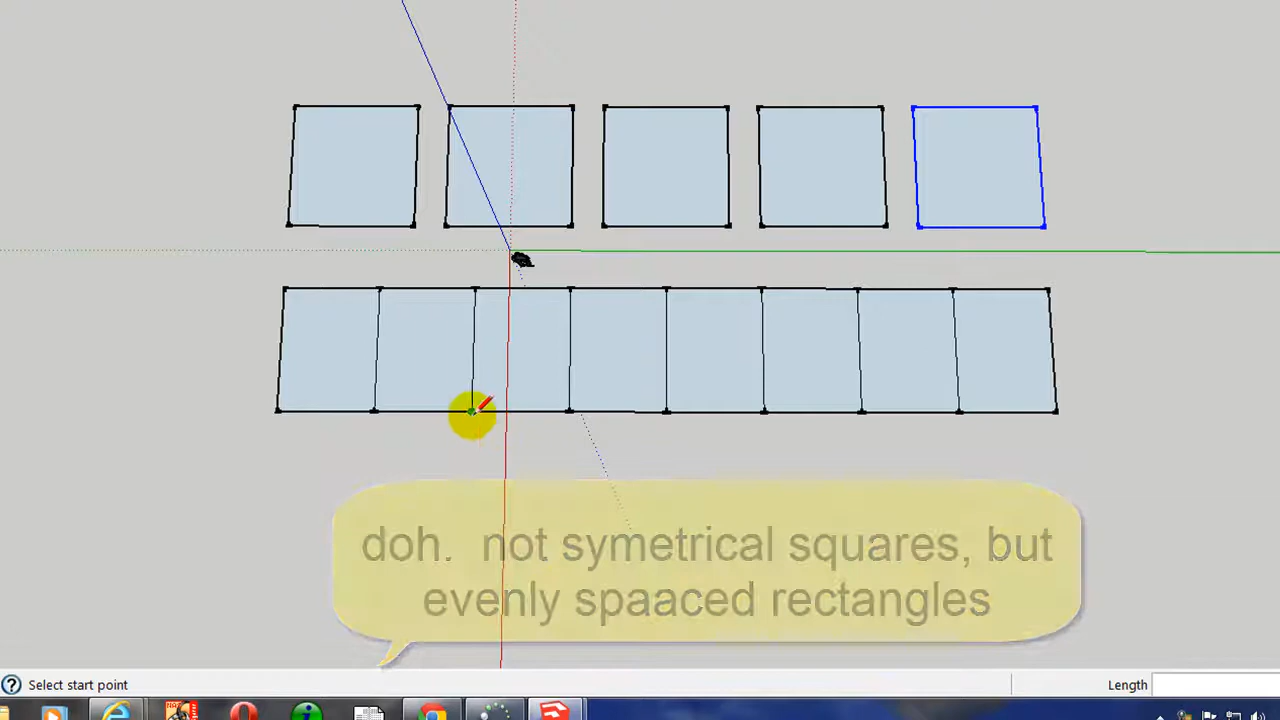 doh. not symetrical squares, but
evenly spaaced rectangles
Select start point
Length